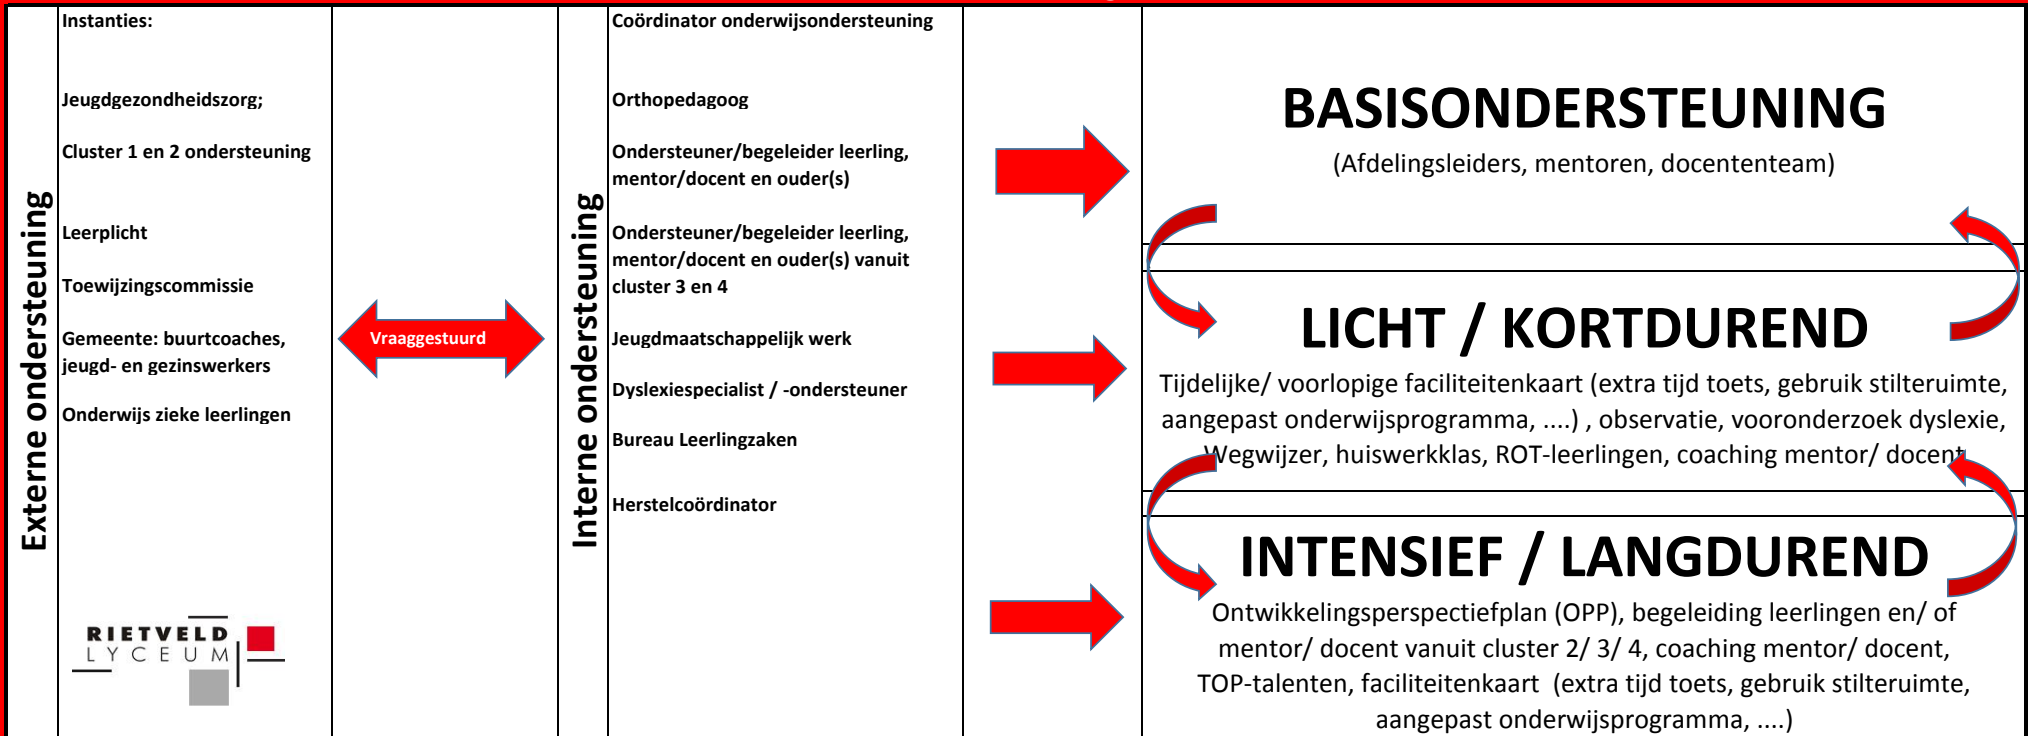 Externe ondersteuning
Instanties:
Jeugdgezondheidszorg;
Cluster 1 en 2 ondersteuning
Leerplicht
Toewijzingscommissie
Gemeente: buurtcoaches,
jeugd- en gezinswerkers
Onderwijs zieke leerlingen
RIETVELD
LYCEUM
Vraaggestuurd
Interne ondersteuning
Coördinator onderwijsondersteuning
Orthopedagoog
Ondersteuner/begeleider leerling,
mentor/docent en ouder(s)
Ondersteuner/begeleider leerling,
mentor/docent en ouder(s) vanuit
cluster 3 en 4
Jeugdmaatschappelijk werk
Dyslexiespecialist / -ondersteuner
Bureau Leerlingzaken
Herstelcoördinator
BASISONDERSTEUNING
(Afdelingsleiders, mentoren, docententeam)
LICHT / KORTDUREND
Tijdelijke/ voorlopige faciliteitenkaart (extra tijd toets, gebruik stilteruimte,
aangepast onderwijsprogramma, ....) , observatie, vooronderzoek dyslexie,
Wegwijzer, huiswerkklas, ROT-leerlingen, coaching mentor/ docent
INTENSIEF / LANGDUREND
Ontwikkelingsperspectiefplan (OPP), begeleiding leerlingen en/ of
mentor/ docent vanuit cluster 2/ 3/ 4, coaching mentor/ docent,
TOP-talenten, faciliteitenkaart (extra tijd toets, gebruik stilteruimte,
aangepast onderwijsprogramma, ....)